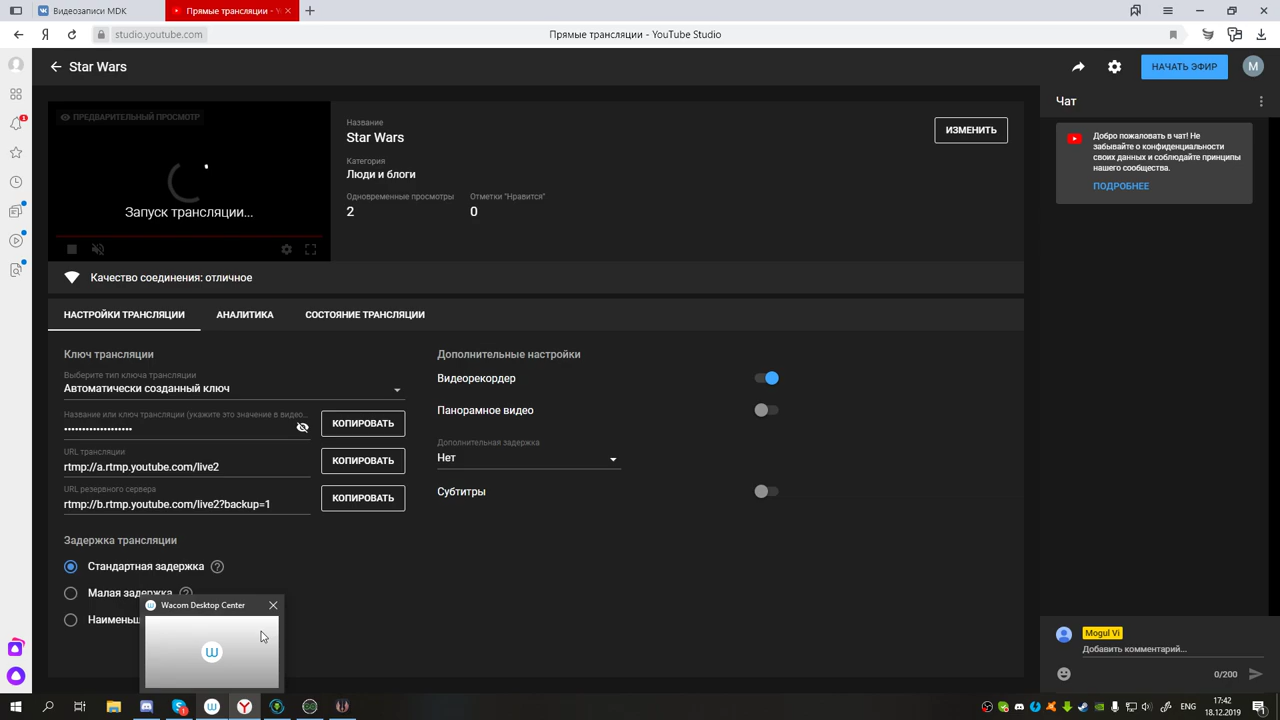 Видеозаписи MDK
Прямые трансляции - Y
studio.youtube.com
Прямые трансляции - YouTube Studio
Star Wars
НАЧАТЬ ЭФИР
M
ПРЕДВАРИТЕЛЬНЫЙ ПРОСМОТР
Запуск трансляции...
Название
Star Wars
ИЗМЕНИТЬ
Категория
Люди и блоги
Одновременные просмотры
Отметки "Нравится"
2
0
Качество соединения: отличное
НАСТРОЙКИ ТРАНСЛЯЦИИ
АНАЛИТИКА
СОСТОЯНИЕ ТРАНСЛЯЦИИ
Ключ трансляции
Выберите тип ключа трансляции
Автоматически созданный ключ
Название или ключ трансляции (укажите это значение в видео...
•••••••••••••••••••
КОПИРОВАТЬ
URL трансляции
rtmp://a.rtmp.youtube.com/live2
КОПИРОВАТЬ
URL резервного сервера
rtmp://b.rtmp.youtube.com/live2?backup=1
КОПИРОВАТЬ
Задержка трансляции
Стандартная задержка
Малая задержка
Наименьш
Дополнительные настройки
Видеорекордер
Панорамное видео
Дополнительная задержка
Нет
Субтитры
Чат
Добро пожаловать в чат! Не
забывайте о конфиденциальности
своих данных и соблюдайте принципы
нашего сообщества.
ПОДРОБНЕЕ
Mogul Vi
Добавить комментарий...
0/200
Wacom Desktop Center
ENG
17:42
18.12.2019